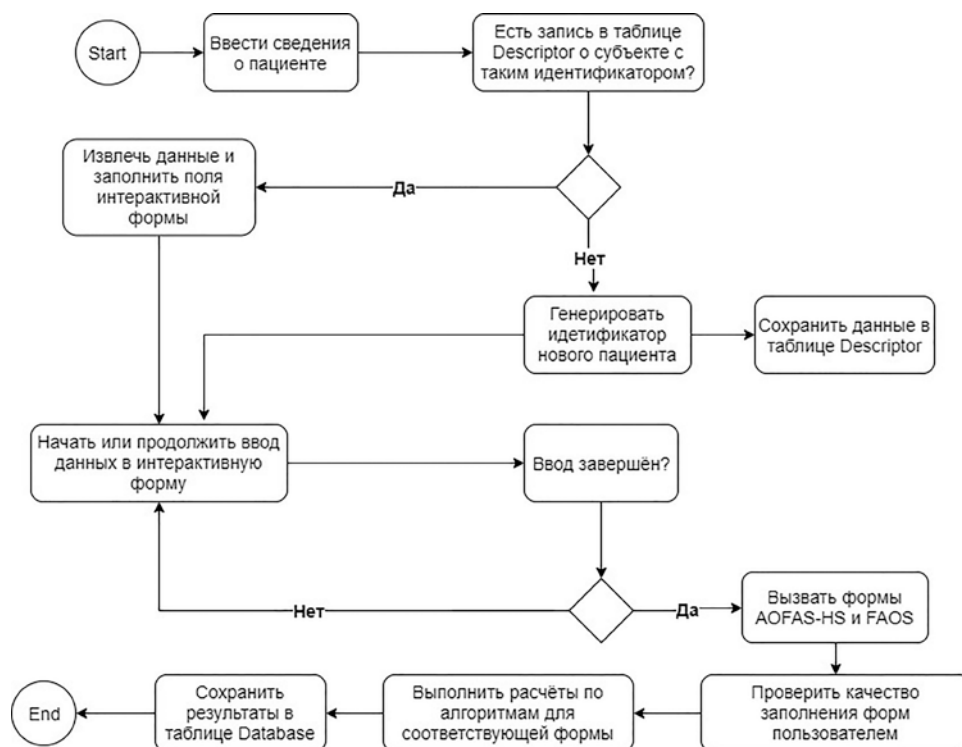 Start
Ввести сведения
о пациенте
Есть запись в таблице
Descriptor о субъекте с
таким идентификатором?
Извлечь данные и
заполнить поля
интерактивной
формы
Да
Нет
Генерировать
идетификатор
нового пациента
Сохранить данные в
таблице Descriptor
Начать или продолжить ввод
данных в интерактивную
форму
Ввод завершён?
Нет
Да
Вызвать формы
AOFAS-HS и FAOS
End
Сохранить
результаты в
таблице Database
Выполнить расчёты по
алгоритмам для
соответствующей формы
Проверить качество
заполнения форм
пользователем